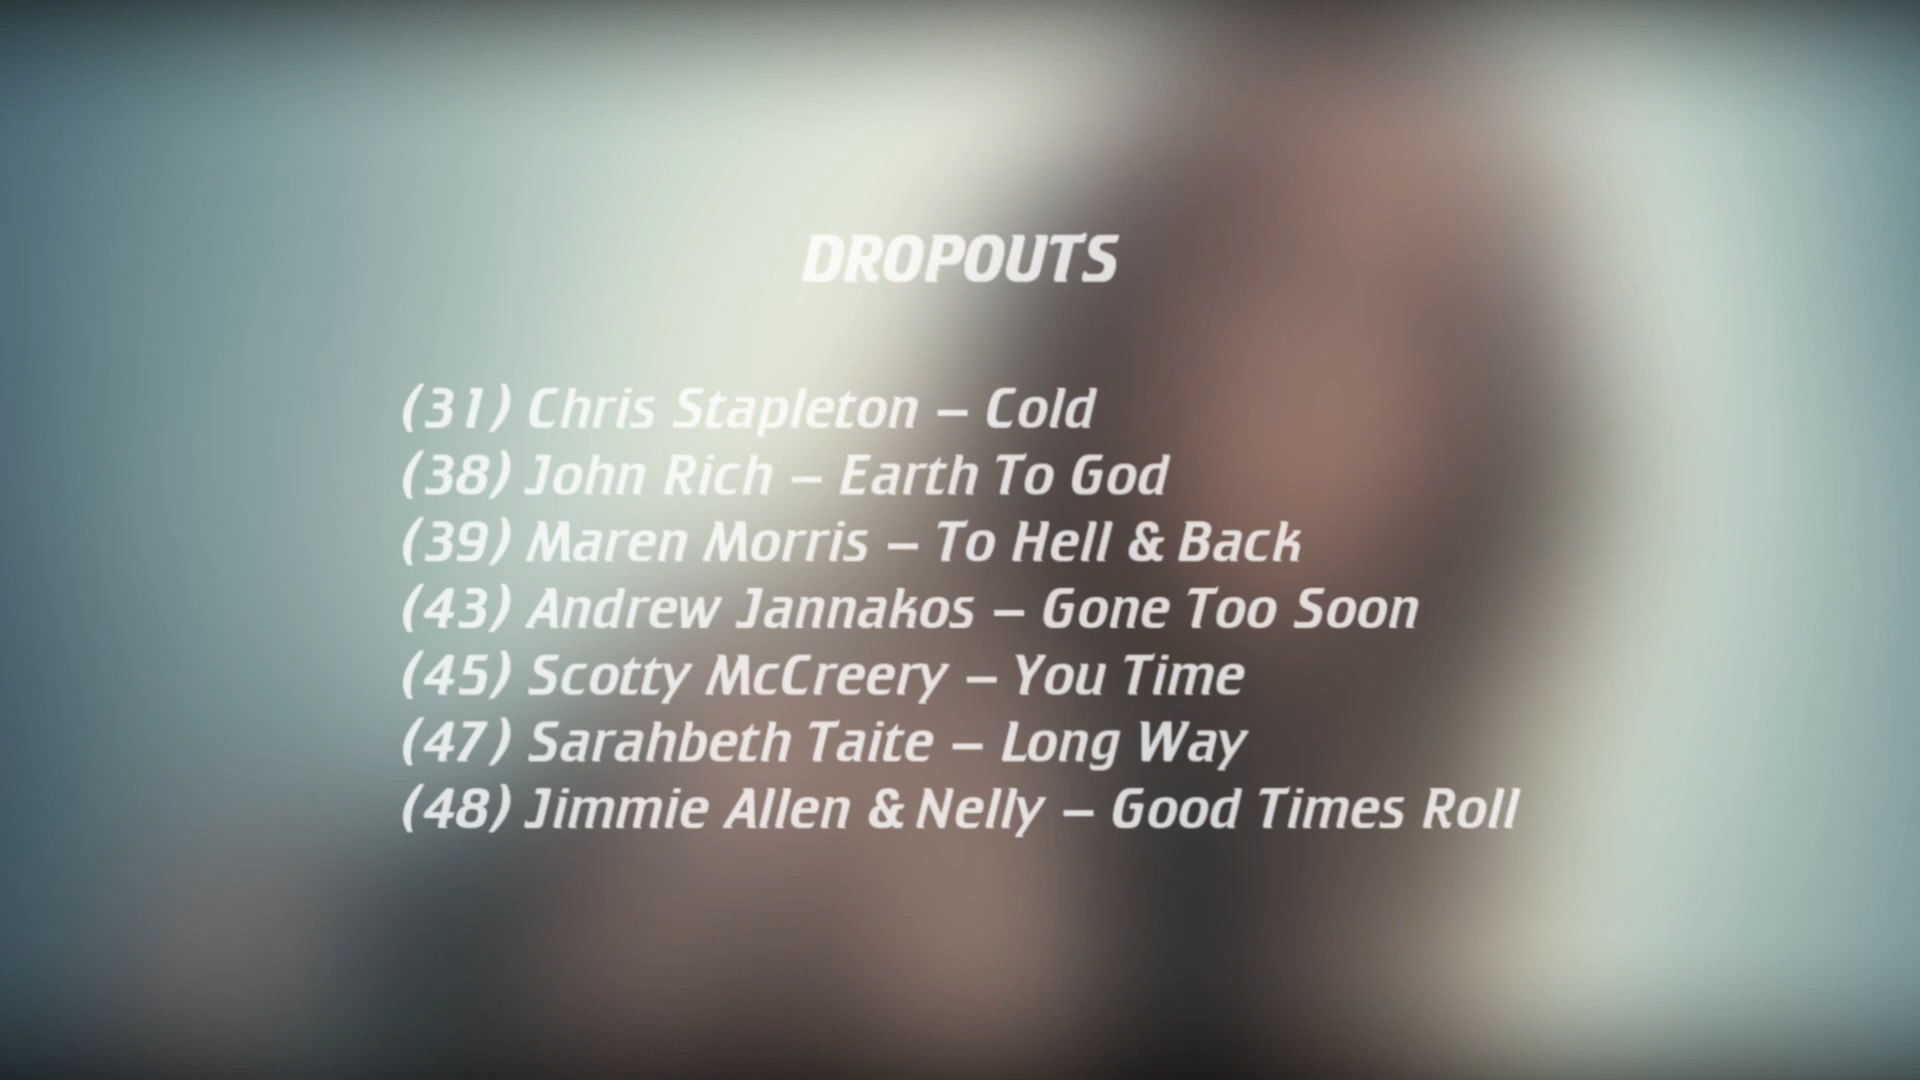 DROPOUTS
(31) Chris Stapleton – Cold
(38) John Rich – Earth To God
(39) Maren Morris – To Hell & Back
(43) Andrew Jannakos – Gone Too Soon
(45) Scotty McCreery – You Time
(47) Sarahbeth Taite – Long Way
(48) Jimmie Allen & Nelly – Good Times Roll